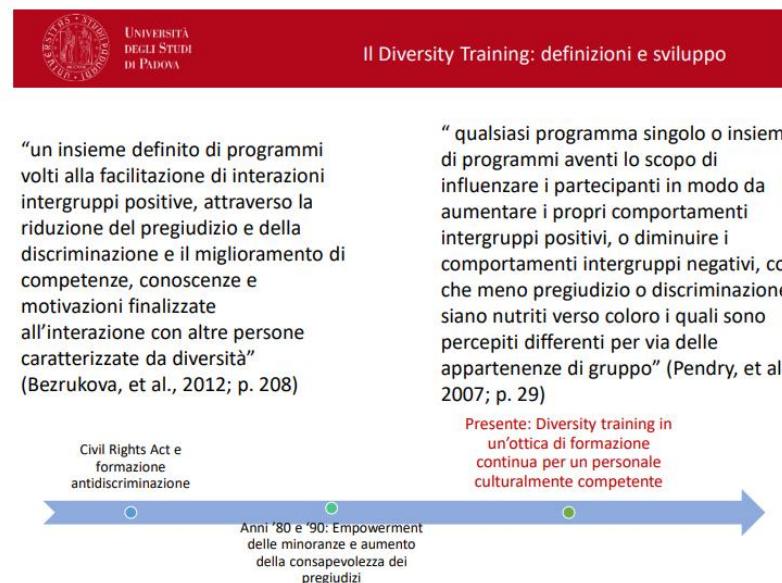 UNIVERSITÀ
DEGLI STUDI
DI PADOVA
Il Diversity Training: definizioni e sviluppo
“un insieme definito di programmi
volti alla facilitazione di interazioni
intergruppi positive, attraverso la
riduzione del pregiudizio e della
discriminazione e il miglioramento di
competenze, conoscenze e
motivazioni finalizzate
all’interazione con altre persone
caratterizzate da diversità”
(Bezrukova, et al., 2012; p. 208)
“ qualsiasi programma singolo o insiem
di programmi aventi lo scopo di
influenzare i partecipanti in modo da
aumentare i propri comportamenti
intergruppi positivi, o diminuire i
comportamenti intergruppi negativi, co
che meno pregiudizio o discriminazione
siano nutriti verso coloro i quali sono
percepiti differenti per via delle
appartenenze di gruppo” (Pendry, et al
2007; p. 29)
Civil Rights Act e
formazione
antidiscriminazione
Anni ’80 e ’90: Empowerment
delle minoranze e aumento
della consapevolezza dei
pregiudizi
Presente: Diversity training in
un’ottica di formazione
continua per un personale
culturalmente competente